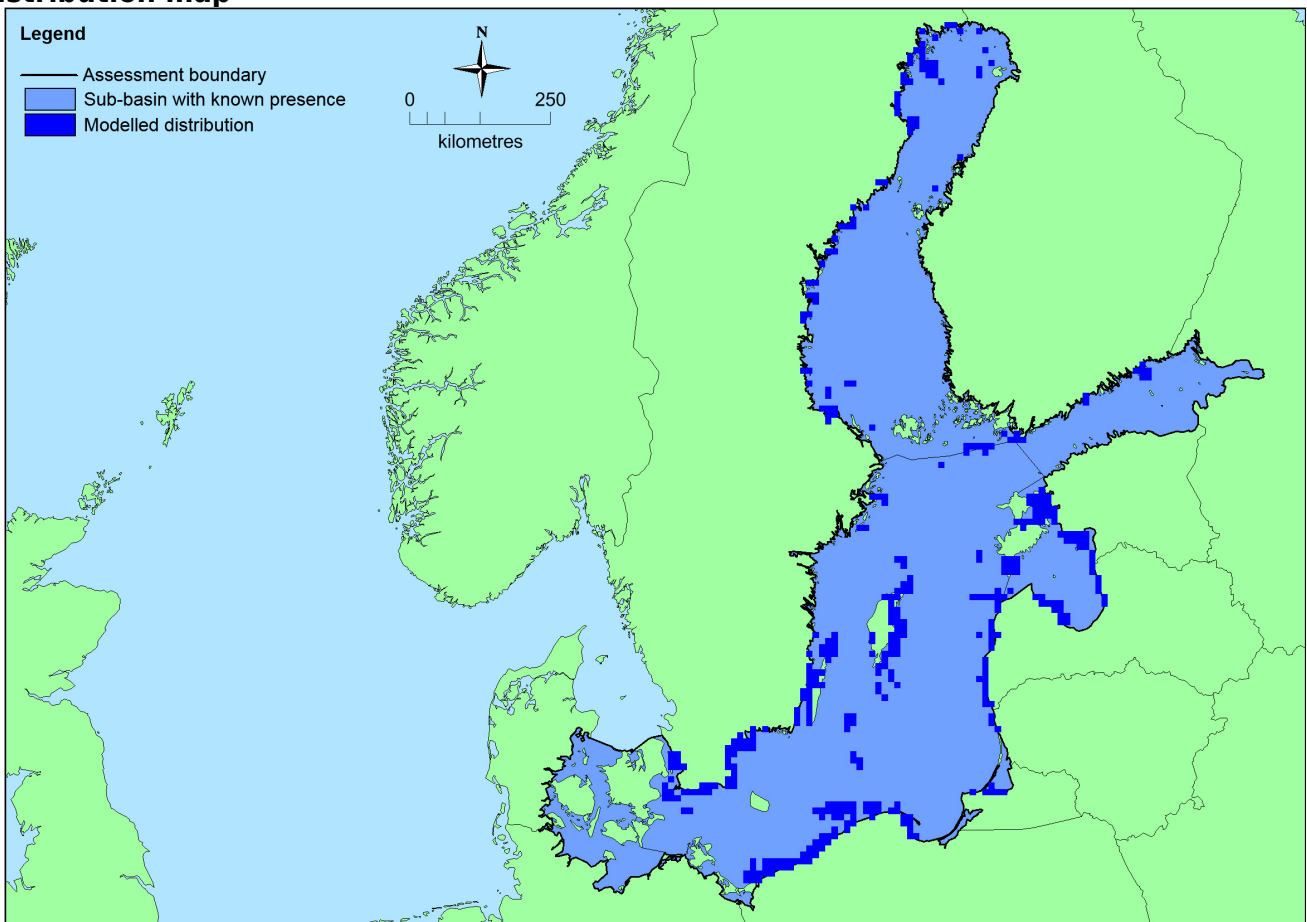 Legend
Assessment boundary
Sub-basin with known presence
Modelled distribution
N
0 250
kilometres